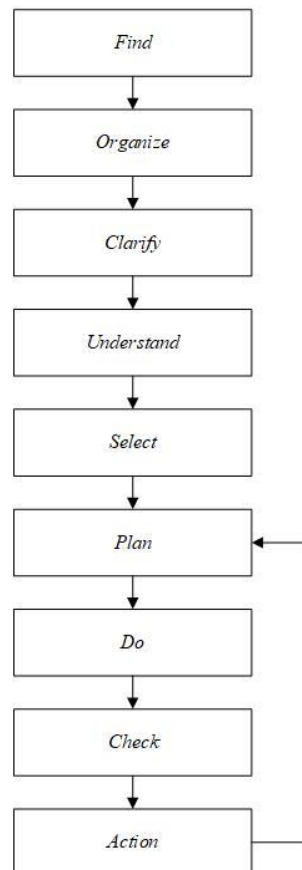 Find
Organize
Clarify
Understand
Select
Plan
Do
Check
Action